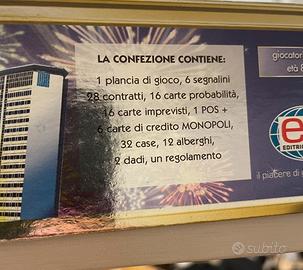 LA CONFEZIONE CONTIENE:
1 plancia di gioco, 6 segnalini
28 contratti, 16 carte probabilità,
16 carte imprevisti, 1 POS +
6 carte di credito MONOPOLI,
32 case, 12 alberghi,
2 dadi, un regolamento
giocator
età 8
e
EDITRIC
il piacere di
subito